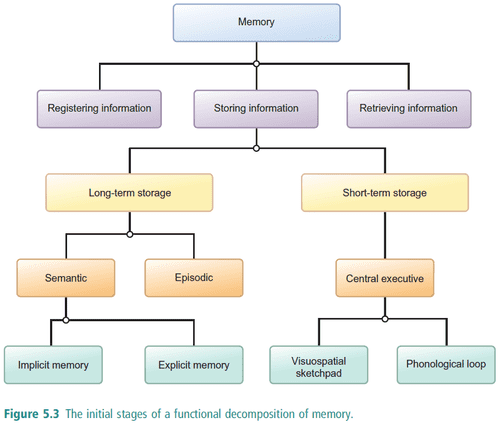 Memory
Registering information
Storing information
Retrieving information
Long-term storage
Short-term storage
Semantic
Episodic
Central executive
Implicit memory
Explicit memory
Visuospatial
sketchpad
Phonological loop
Figure 5.3 The initial stages of a functional decomposition of memory.